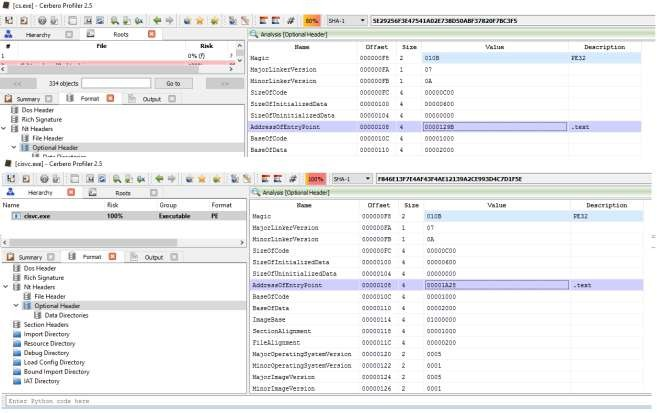 [cs.exe] - Cerbero Profiler 2.5
80% SHA-1 5E29256F3E47541AD2E738D50ABF37B20F7BC3F5
Hierarchy Roots
# File Risk
1 0% (f)
334 objects Go to
Summary Format Output
Dos Header
Rich Signature
Nt Headers
File Header
Optional Header
Data Directories
Analysis [Optional Header]
Name Offset Size Value Description
Magic 000000F8 2 010B PE32
MajorLinkerVersion 000000FA 1 07
MinorLinkerVersion 000000FB 1 0A
SizeOfCode 000000FC 4 00000C00
SizeOfInitializedData 00000100 4 00000600
SizeOfUninitializedData 00000104 4 00000000
AddressOfEntryPoint 00000108 4 0000129B .text
BaseOfCode 0000010C 4 00001000
BaseOfData 00000110 4 00002000
[cisvc.exe] - Cerbero Profiler 2.5
100% SHA-1 F846E13F7E4AF43F4AE12139A2CE993D4C7D1F5E
Hierarchy Roots
Name Risk Group Format
cisvc.exe 100% Executable PE
Summary Format Output
Dos Header
Rich Signature
Nt Headers
File Header
Optional Header
Data Directories
Section Headers
Import Directory
Resource Directory
Debug Directory
Load Config Directory
Bound Import Directory
IAT Directory
Analysis [Optional Header]
Name Offset Size Value Description
Magic 000000F8 2 010B PE32
MajorLinkerVersion 000000FA 1 07
MinorLinkerVersion 000000FB 1 0A
SizeOfCode 000000FC 4 00000C00
SizeOfInitializedData 00000100 4 00000600
SizeOfUninitializedData 00000104 4 00000000
AddressOfEntryPoint 00000108 4 00001A28 .text
BaseOfCode 0000010C 4 00001000
BaseOfData 00000110 4 00002000
ImageBase 00000114 4 01000000
SectionAlignment 00000118 4 00001000
FileAlignment 0000011C 4 00000200
MajorOperatingSystemVersion 00000120 2 0005
MinorOperatingSystemVersion 00000122 2 0001
MajorImageVersion 00000124 2 0005
MinorImageVersion 00000126 2 0001
Enter Python code here